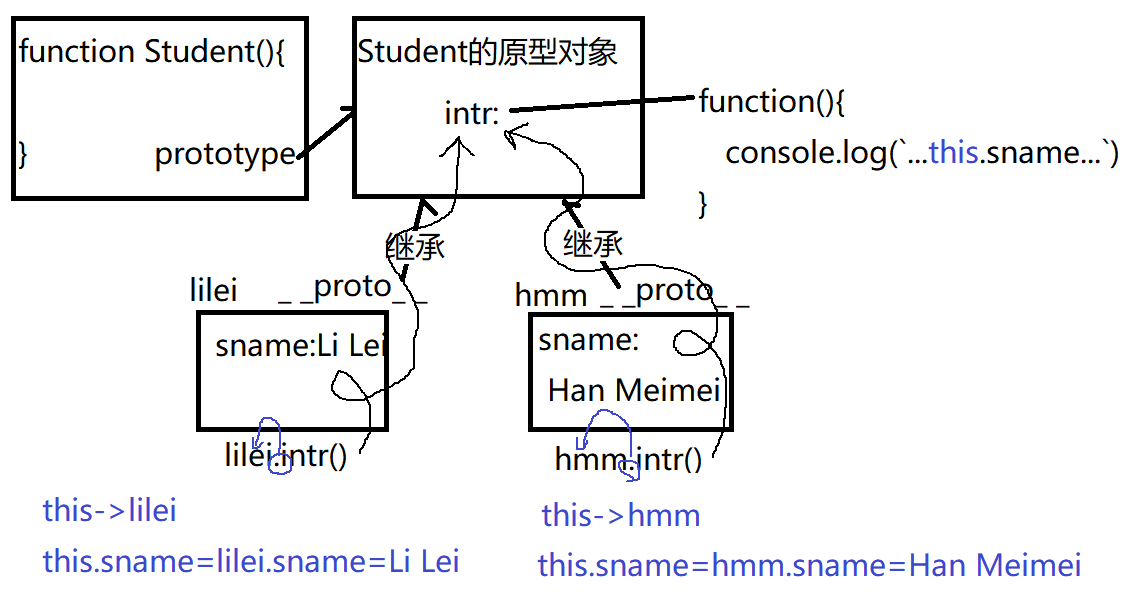 function Student(){
}
prototype
Student的原型对象
intr:
function(){
console.log(`...this.sname...`)
}
继承
继承
lilei
_ _proto_ _
hmm
_ _proto_ _
sname:Li Lei
sname:
Han Meimei
lilei.intr()
hmm.intr()
this->lilei
this->hmm
this.sname=lilei.sname=Li Lei
this.sname=hmm.sname=Han Meimei